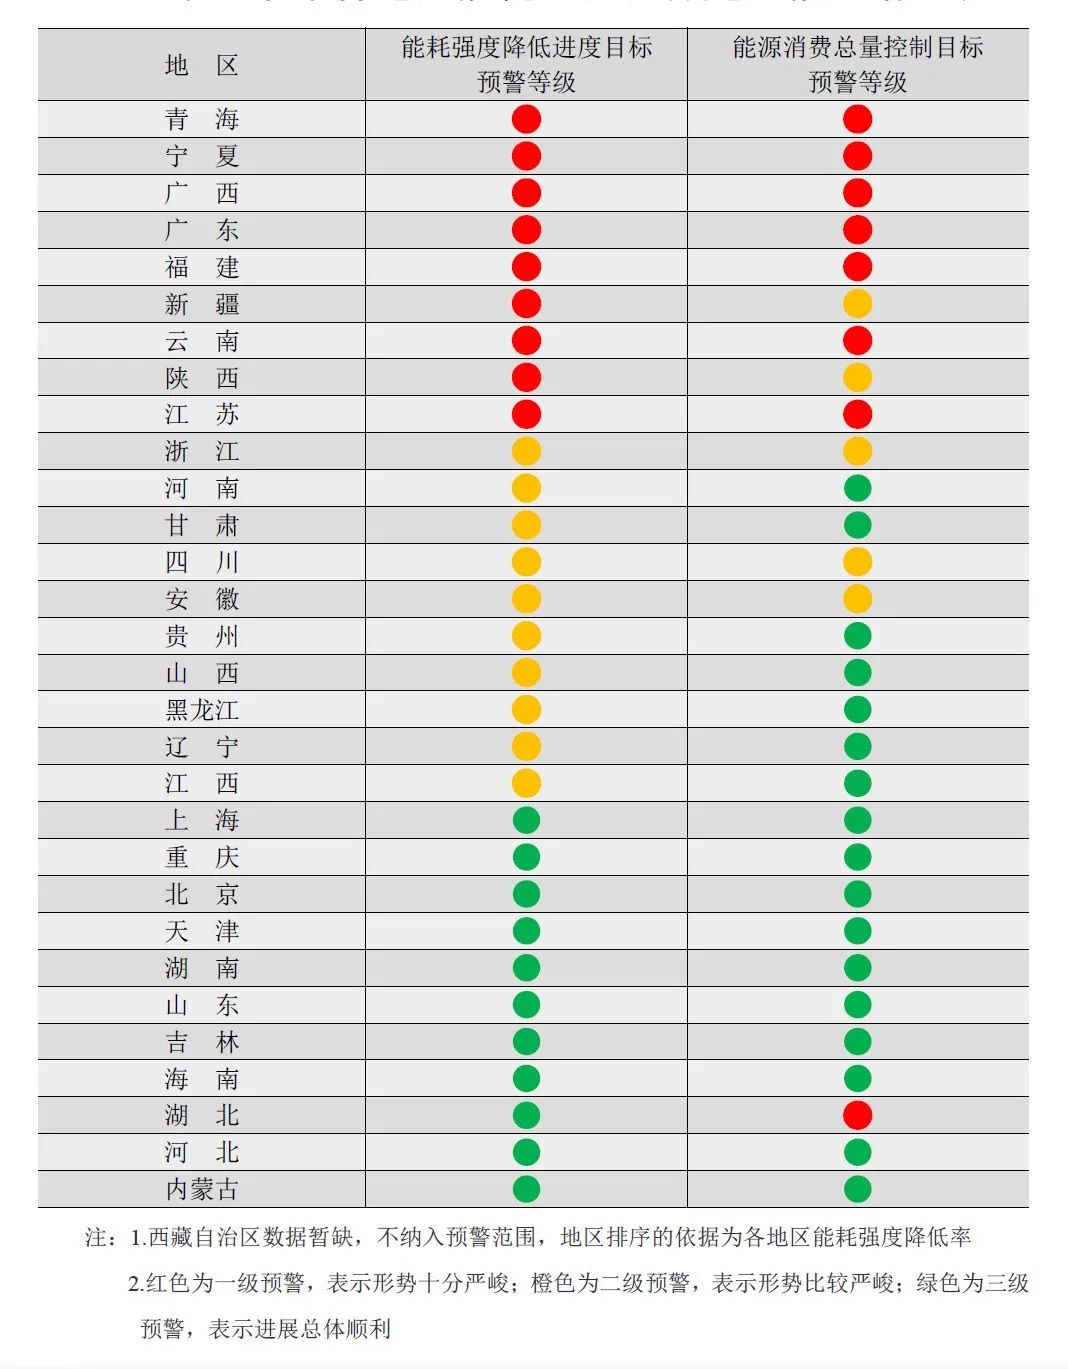 地 区
能耗强度降低进度目标
预警等级
能源消费总量控制目标
预警等级
青 海
宁 夏
广 西
广 东
福 建
新 疆
云 南
陕 西
江 苏
浙 江
河 南
甘 肃
四 川
安 徽
贵 州
山 西
黑龙江
辽 宁
江 西
上 海
重 庆
北 京
天 津
湖 南
山 东
吉 林
海 南
湖 北
河 北
内蒙古
注：1.西藏自治区数据暂缺，不纳入预警范围，地区排序的依据为各地区能耗强度降低率
2.红色为一级预警，表示形势十分严峻；橙色为二级预警，表示形势比较严峻；绿色为三级
预警，表示进展总体顺利